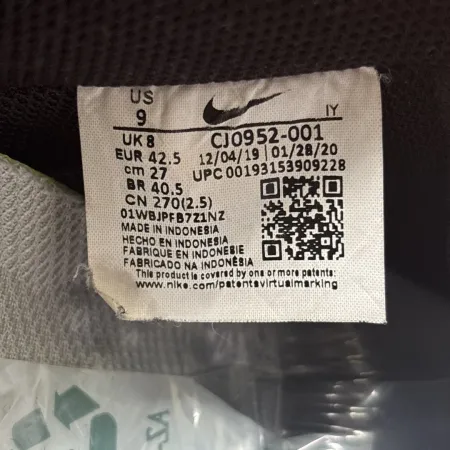 US
9
IY
UK 8 CJ0952-001
EUR 42.5 12/04/19 | 01/28/20
cm 27 UPC 00193153909228
BR 40.5
CN 270(2.5)
01WBJPFB7Z1NZ
MADE IN INDONESIA
HECHO EN INDONESIA
FABRIQUE EN INDONESIE
FABRICADO NA INDONÉSIA
This product is covered by one or more patents:
www.nike.com/patentsvirtualmarking